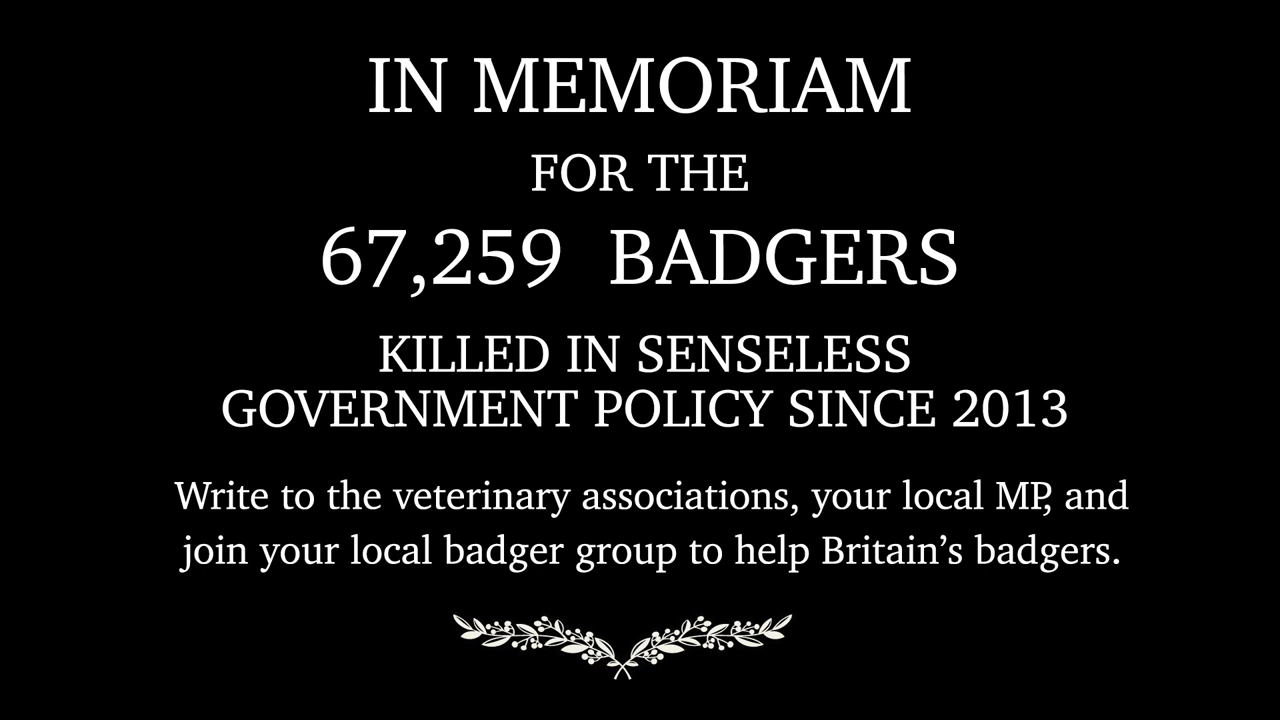 IN MEMORIAM
FOR THE
67,259 BADGERS
KILLED IN SENSELESS
GOVERNMENT POLICY SINCE 2013
Write to the veterinary associations, your local MP, and
join your local badger group to help Britain’s badgers.